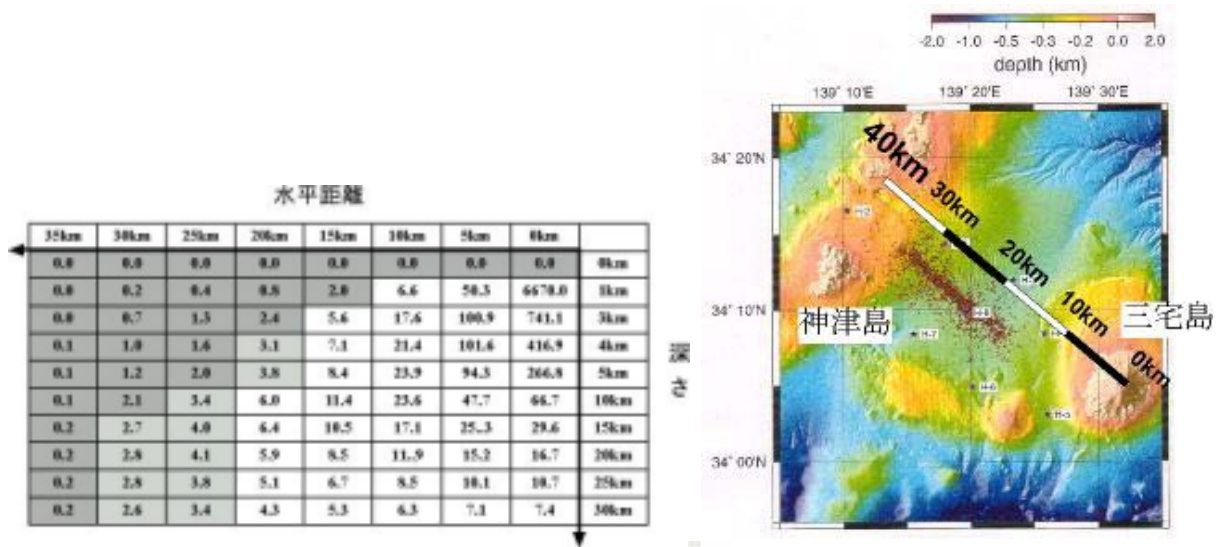 水平距離
35km 30km 25km 20km 15km 10km 5km 0km
0.0 0.0 0.0 0.0 0.0 0.0 0.0 0.0 0km
0.0 0.2 0.4 0.8 2.0 6.6 50.3 6670.0 1km
0.0 0.7 1.3 2.4 5.6 17.6 100.9 741.1 3km
0.1 1.0 1.6 3.1 7.1 21.4 101.6 416.9 4km
0.1 1.2 2.0 3.8 8.4 23.9 94.3 266.8 5km
0.1 2.1 3.4 6.0 11.4 23.6 47.7 66.7 10km
0.2 2.7 4.0 6.4 10.5 17.1 25..3 29.6 15km
0.2 2.8 4.1 5.9 8.5 11..9 15.2 16.7 20km
0.2 2.8 3.8 5.1 6.7 8.5 10.1 10.7 25km
0.2 2.6 3.4 4.3 5.3 6.3 7.1 7.4 30km
深さ
-2.0 -1.0 -0.5 -0.3 -0.2 0.0 2.0
depth (km)
139° 10'E 139° 20'E 139° 30'E
34° 20'N
34° 10'N
34° 00'N
40km
30km
20km
10km
0km
神津島
三宅島
H-2
H-8
H-7
H-6
H-5